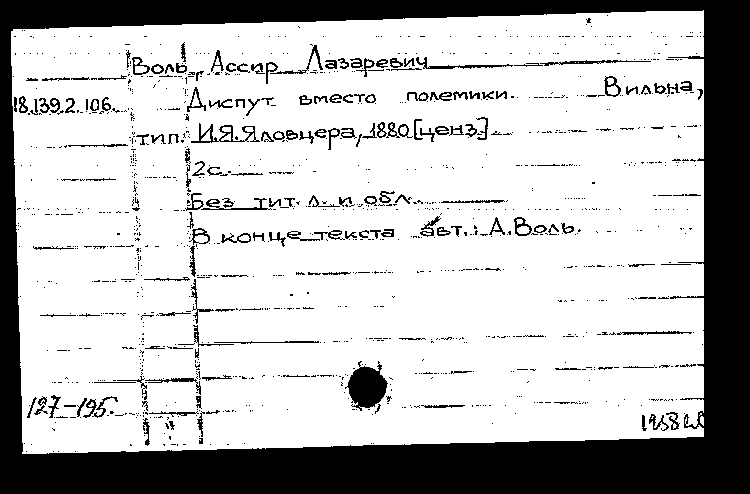 Воль, Ассир Лазаревич
18.139.2.106. Диспут вместо полемики. Вильна,
тип. И.Я.Яловцера, 1880 [ценз.]
2с.
Без тит. л. и обл.
В конце текста авт.: А.Воль.
127-195.